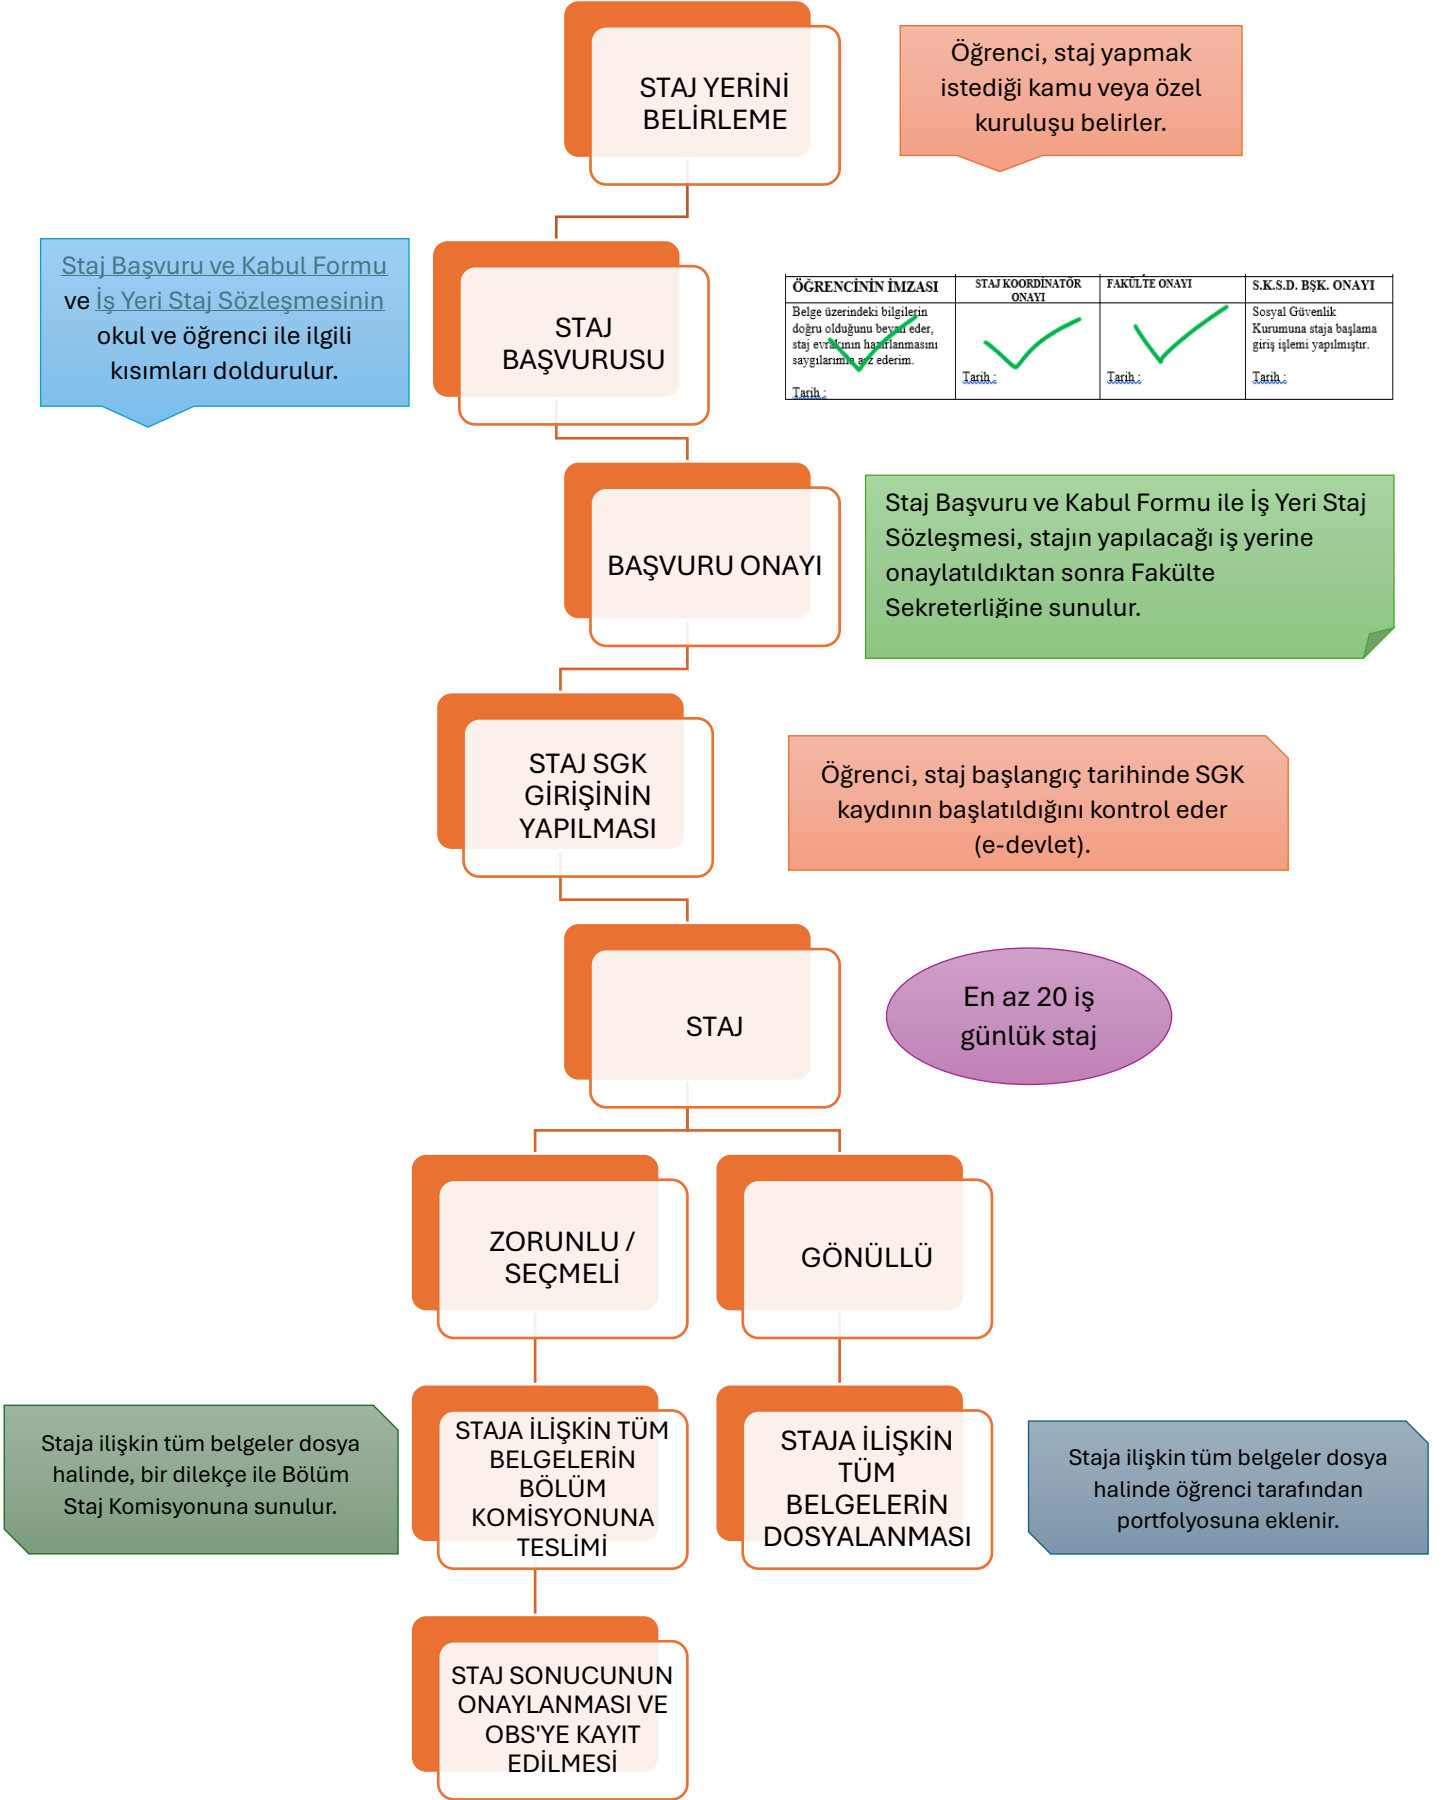 STAJ YERİNİ
BELİRLEME
Öğrenci, staj yapmak
istediği kamu veya özel
kuruluşu belirler.
Staj Başvuru ve Kabul Formu
ve İş Yeri Staj Sözleşmesinin
okul ve öğrenci ile ilgili
kısımları doldurulur.
STAJ
BAŞVURUSU
ÖĞRENCİNİN İMZASI
Belge üzerindeki bilgilerin
doğru olduğunu beyan eder,
staj evrakının hazırlanmasını
saygılarımla arz ederim.
Tarih :
STAJ KOORDİNATÖR
ONAYI
Tarih :
FAKÜLTE ONAYI
Tarih :
S.K.S.D. BŞK. ONAYI
Sosyal Güvenlik
Kurumuna staja başlama
giriş işlemi yapılmıştır.
Tarih :
BAŞVURU ONAYI
Staj Başvuru ve Kabul Formu ile İş Yeri Staj
Sözleşmesi, stajın yapılacağı iş yerine
onaylatıldıktan sonra Fakülte
Sekreterliğine sunulur.
STAJ SGK
GİRİŞİNİN
YAPILMASI
Öğrenci, staj başlangıç tarihinde SGK
kaydının başlatıldığını kontrol eder
(e-devlet).
STAJ
En az 20 iş
günlük staj
ZORUNLU /
SEÇMELİ
GÖNÜLLÜ
Staja ilişkin tüm belgeler dosya
halinde, bir dilekçe ile Bölüm
Staj Komisyonuna sunulur.
STAJA İLİŞKİN TÜM
BELGELERİN
BÖLÜM
KOMİSYONUNA
TESLİMİ
STAJA İLİŞKİN
TÜM
BELGELERİN
DOSYALANMASI
Staja ilişkin tüm belgeler dosya
halinde öğrenci tarafından
portfolyosuna eklenir.
STAJ SONUCUNUN
ONAYLANMASI VE
OBS'YE KAYIT
EDİLMESİ